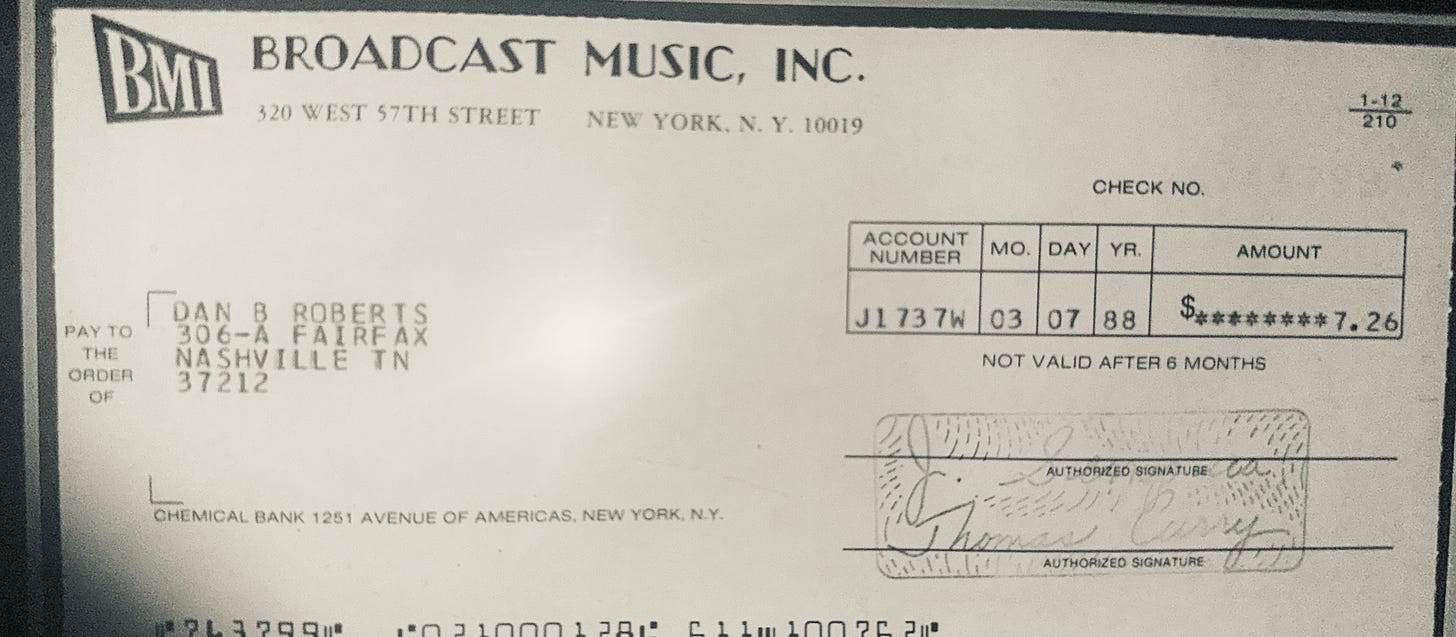 BMI BROADCAST MUSIC, INC.
320 WEST 57TH STREET NEW YORK, N. Y. 10019
1-12
210
CHECK NO.
ACCOUNT NUMBER MO. DAY YR. AMOUNT
J1737W 03 07 88 $********7.26
NOT VALID AFTER 6 MONTHS
PAY TO
THE
ORDER
OF
DAN B ROBERTS
306-A FAIRFAX
NASHVILLE TN
37212
AUTHORIZED SIGNATURE
Thomas Curry
AUTHORIZED SIGNATURE
CHEMICAL BANK 1251 AVENUE OF AMERICAS, NEW YORK, N.Y.